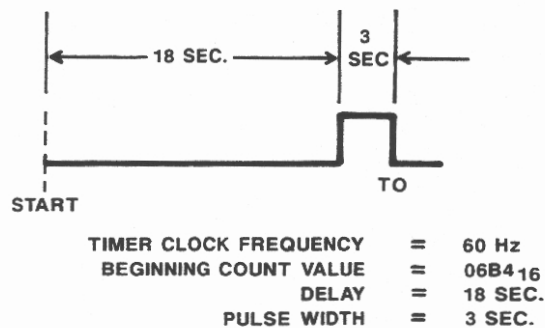 18 SEC.
3
SEC
TO
START
TIMER CLOCK FREQUENCY = 60 Hz
BEGINNING COUNT VALUE = 06B4₁₆
DELAY = 18 SEC.
PULSE WIDTH = 3 SEC.